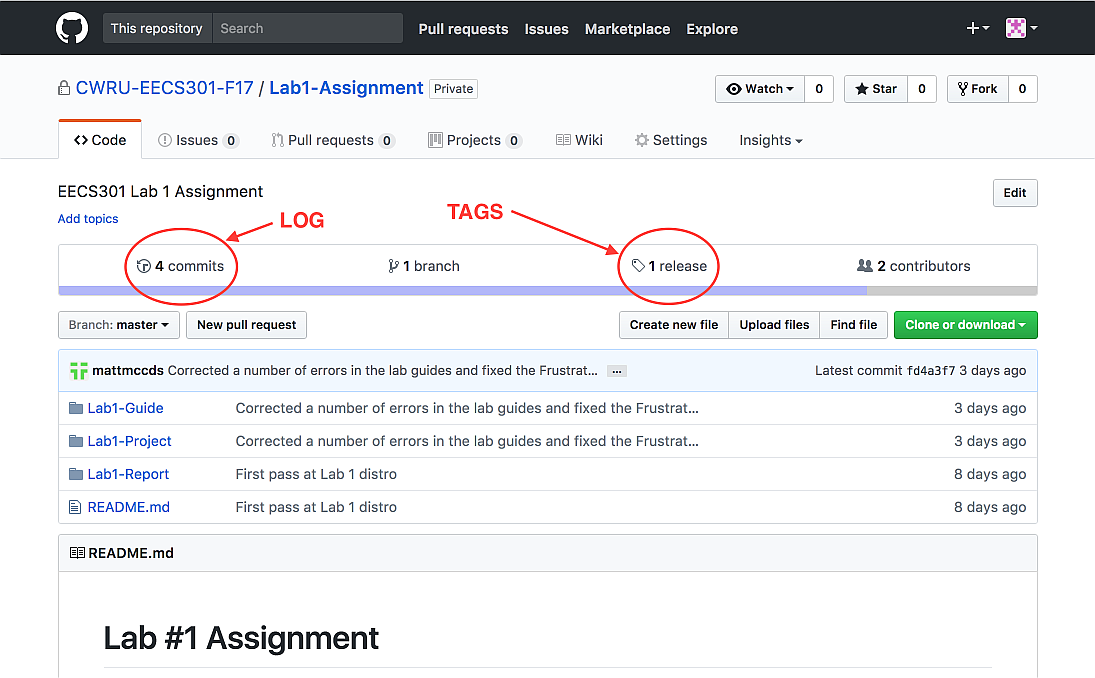 This repository Search Pull requests Issues Marketplace Explore
CWRU-EECS301-F17 / Lab1-Assignment Private Watch 0 Star 0 Fork 0
Code Issues 0 Pull requests 0 Projects 0 Wiki Settings Insights
EECS301 Lab 1 Assignment Edit
Add topics
LOG TAGS
4 commits 1 branch 1 release 2 contributors
Branch: master New pull request Create new file Upload files Find file Clone or download
mattmccds Corrected a number of errors in the lab guides and fixed the Frustrat... ... Latest commit fd4a3f7 3 days ago
Lab1-Guide Corrected a number of errors in the lab guides and fixed the Frustrat... 3 days ago
Lab1-Project Corrected a number of errors in the lab guides and fixed the Frustrat... 3 days ago
Lab1-Report First pass at Lab 1 distro 8 days ago
README.md First pass at Lab 1 distro 8 days ago
README.md
Lab #1 Assignment